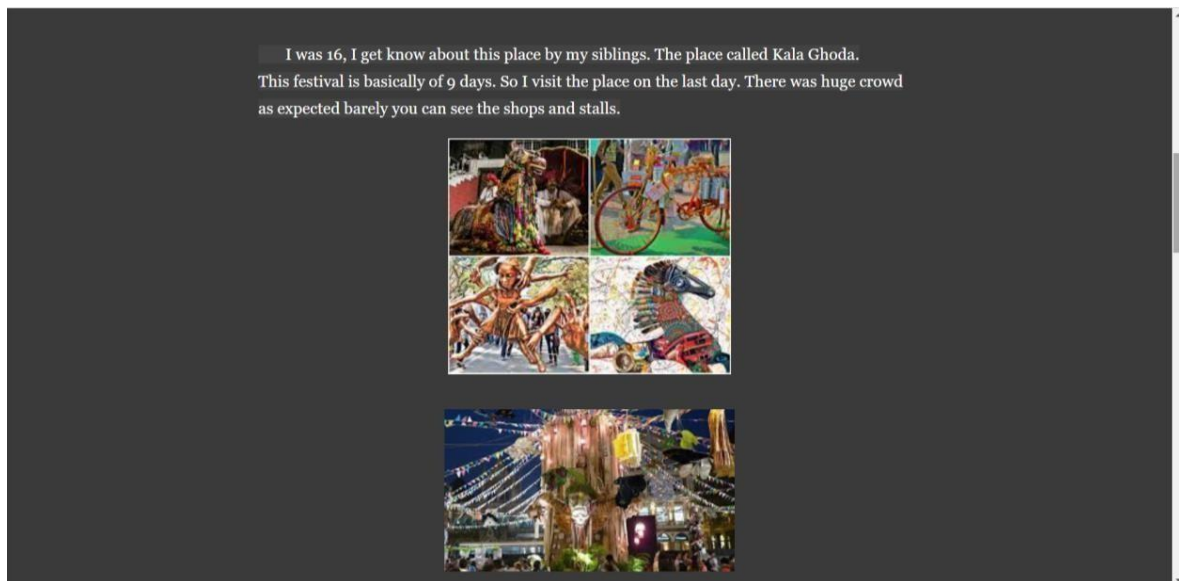 I was 16, I get know about this place by my siblings. The place called Kala Ghoda.
This festival is basically of 9 days. So I visit the place on the last day. There was huge crowd
as expected barely you can see the shops and stalls.